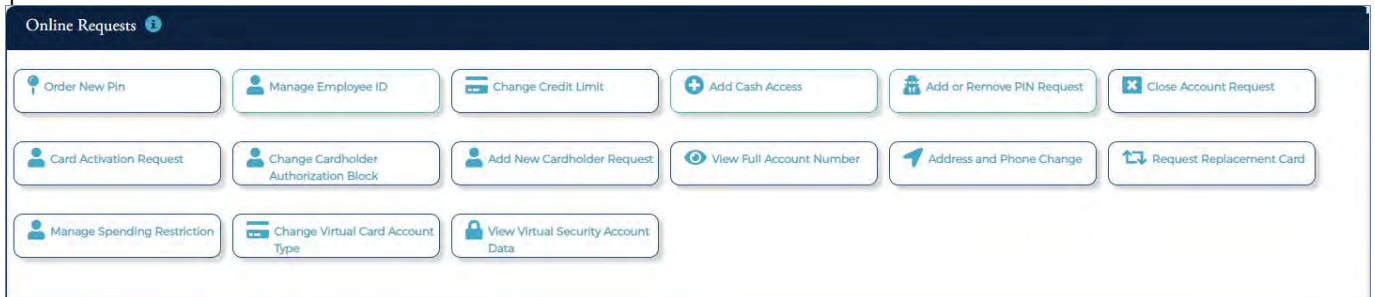 Online Requests
Order New Pin
Manage Employee ID
Change Credit Limit
Add Cash Access
Add or Remove PIN Request
Close Account Request
Card Activation Request
Change Cardholder
Authorization Block
Add New Cardholder Request
View Full Account Number
Address and Phone Change
Request Replacement Card
Manage Spending Restriction
Change Virtual Card Account
Type
View Virtual Security Account
Data